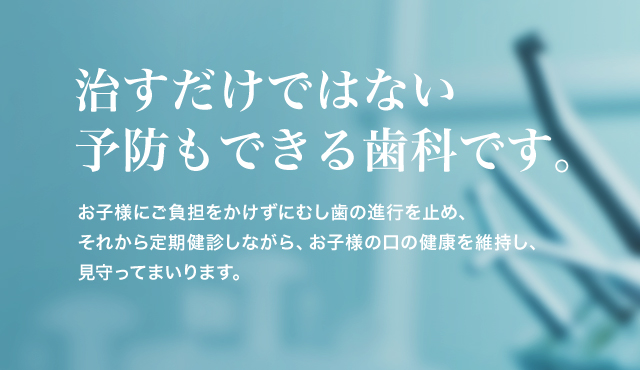 治すだけではない
予防もできる歯科です。
お子様にご負担をかけずにむし歯の進行を止め、
それから定期健診しながら、お子様の口の健康を維持し、
見守ってまいります。